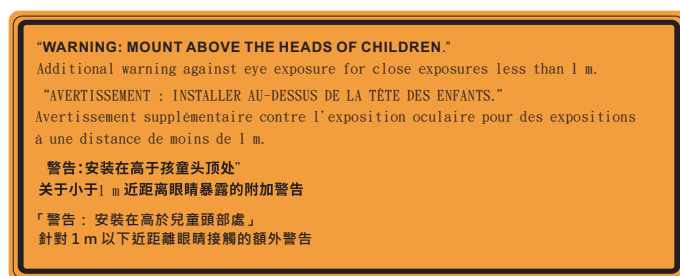 “WARNING: MOUNT ABOVE THE HEADS OF CHILDREN.”
Additional warning against eye exposure for close exposures less than 1 m.
“AVERTISSEMENT : INSTALLER AU-DESSUS DE LA TÊTE DES ENFANTS.”
Avertissement supplémentaire contre l'exposition oculaire pour des expositions
à une distance de moins de 1 m.
警告:安装在高于孩童头顶处”
关于小于1 m 近距离眼睛暴露的附加警告
「警告 : 安裝在高於兒童頭部處」
針對 1 m 以下近距離眼睛接觸的額外警告